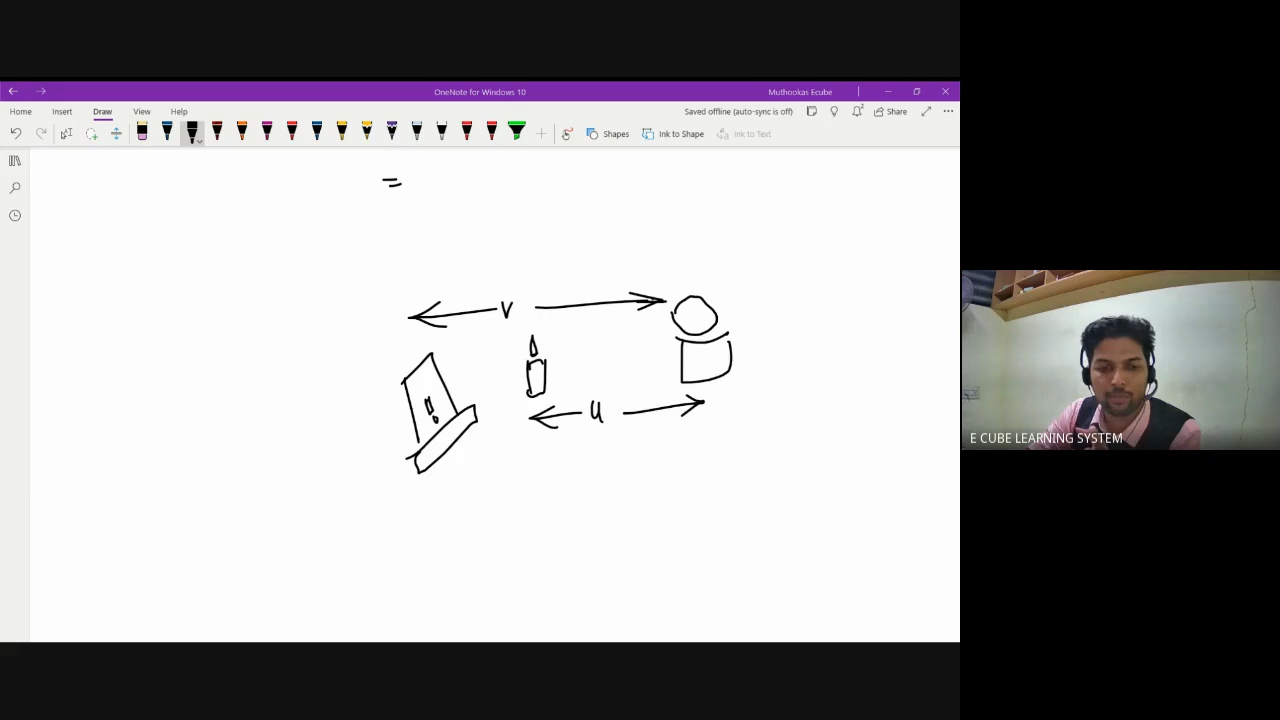 OneNote for Windows 10
Muthookas Ecube
Home Insert Draw View Help
Saved offline (auto-sync is off)
Share
Shapes
Ink to Shape
Ink to Text
=
v
u
E CUBE LEARNING SYSTEM